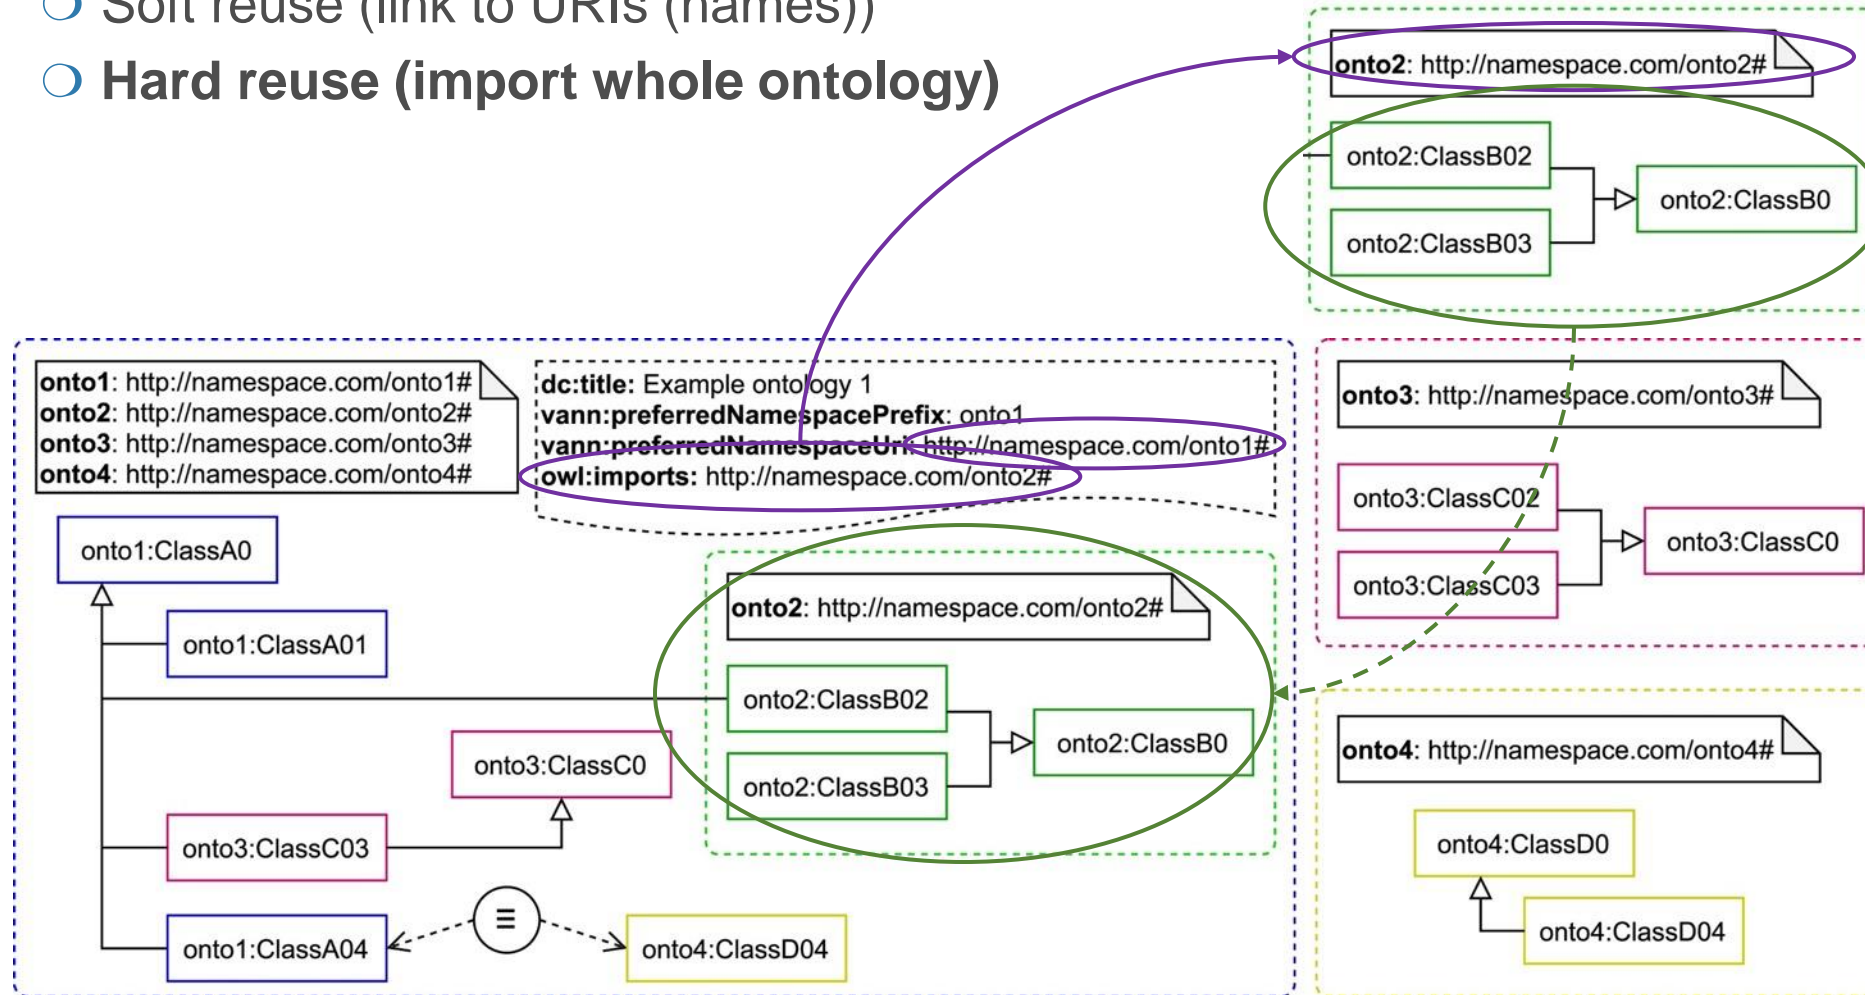 Soft reuse (link to URIs (names))
Hard reuse (import whole ontology)
onto2: http://namespace.com/onto2#
onto2:ClassB02
onto2:ClassB0
onto2:ClassB03
onto1: http://namespace.com/onto1#
onto2: http://namespace.com/onto2#
onto3: http://namespace.com/onto3#
onto4: http://namespace.com/onto4#
dc:title: Example ontology 1
vann:preferredNamespacePrefix: onto1
vann:preferredNamespaceUri: http://namespace.com/onto1#
owl:imports: http://namespace.com/onto2#
onto3: http://namespace.com/onto3#
onto3:ClassC02
onto3:ClassC0
onto3:ClassC03
onto1:ClassA0
onto1:ClassA01
onto2: http://namespace.com/onto2#
onto2:ClassB02
onto2:ClassB0
onto2:ClassB03
onto3:ClassC0
onto3:ClassC03
onto1:ClassA04
≡
onto4:ClassD04
onto4: http://namespace.com/onto4#
onto4:ClassD0
onto4:ClassD04